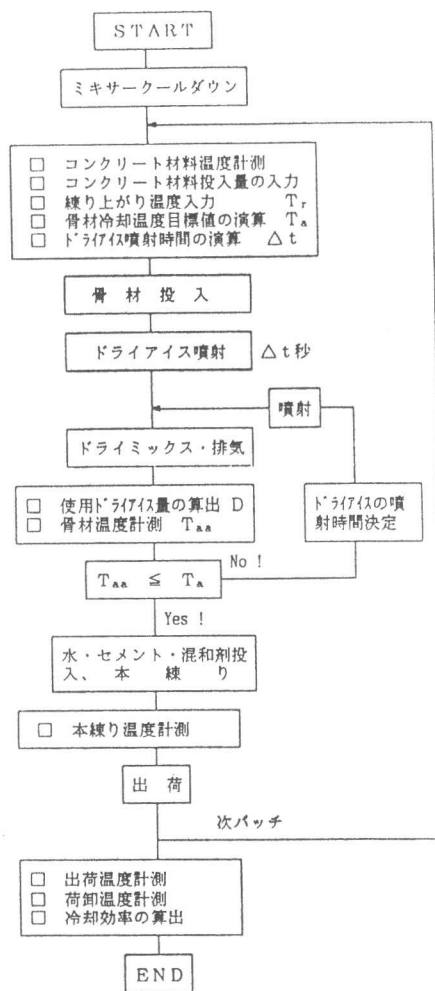 START
ミキサークールダウン
□ コンクリート材料温度計測
□ コンクリート材料投入量の入力
□ 練り上がり温度入力 Tr
□ 骨材冷却温度目標値の演算 Ta
□ ドライアイス噴射時間の演算 △t
骨材投入
ドライアイス噴射 △t秒
噴射
ドライミックス・排気
□ 使用ドライアイス量の算出 D
□ 骨材温度計測 Taa
ドライアイスの噴
射時間決定
No !
Taa ≦ Ta
Yes !
水・セメント・混和剤投
入、本練り
□ 本練り温度計測
出荷
次バッチ
□ 出荷温度計測
□ 荷卸温度計測
□ 冷却効率の算出
END